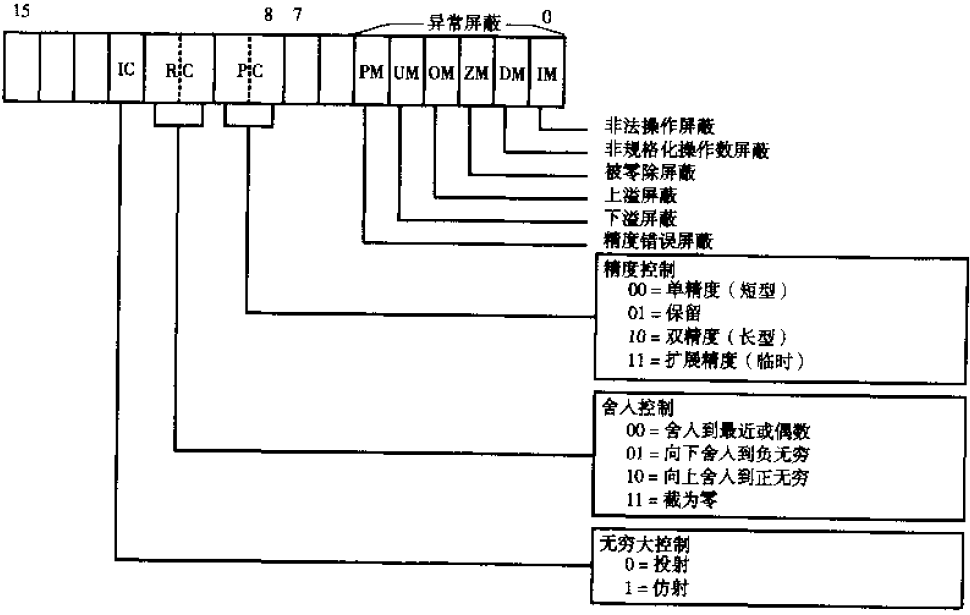 15 8 7 异常屏蔽 0
IC RC PC PM UM OM ZM DM IM
非法操作屏蔽
非规格化操作数屏蔽
被零除屏蔽
上溢屏蔽
下溢屏蔽
精度错误屏蔽
精度控制
00=单精度(短型)
01=保留
10=双精度(长型)
11=扩展精度(临时)
舍入控制
00=舍入到最近或偶数
01=向下舍入到负无穷
10=向上舍入到正无穷
11=截为零
无穷大控制
0=投射
1=仿射